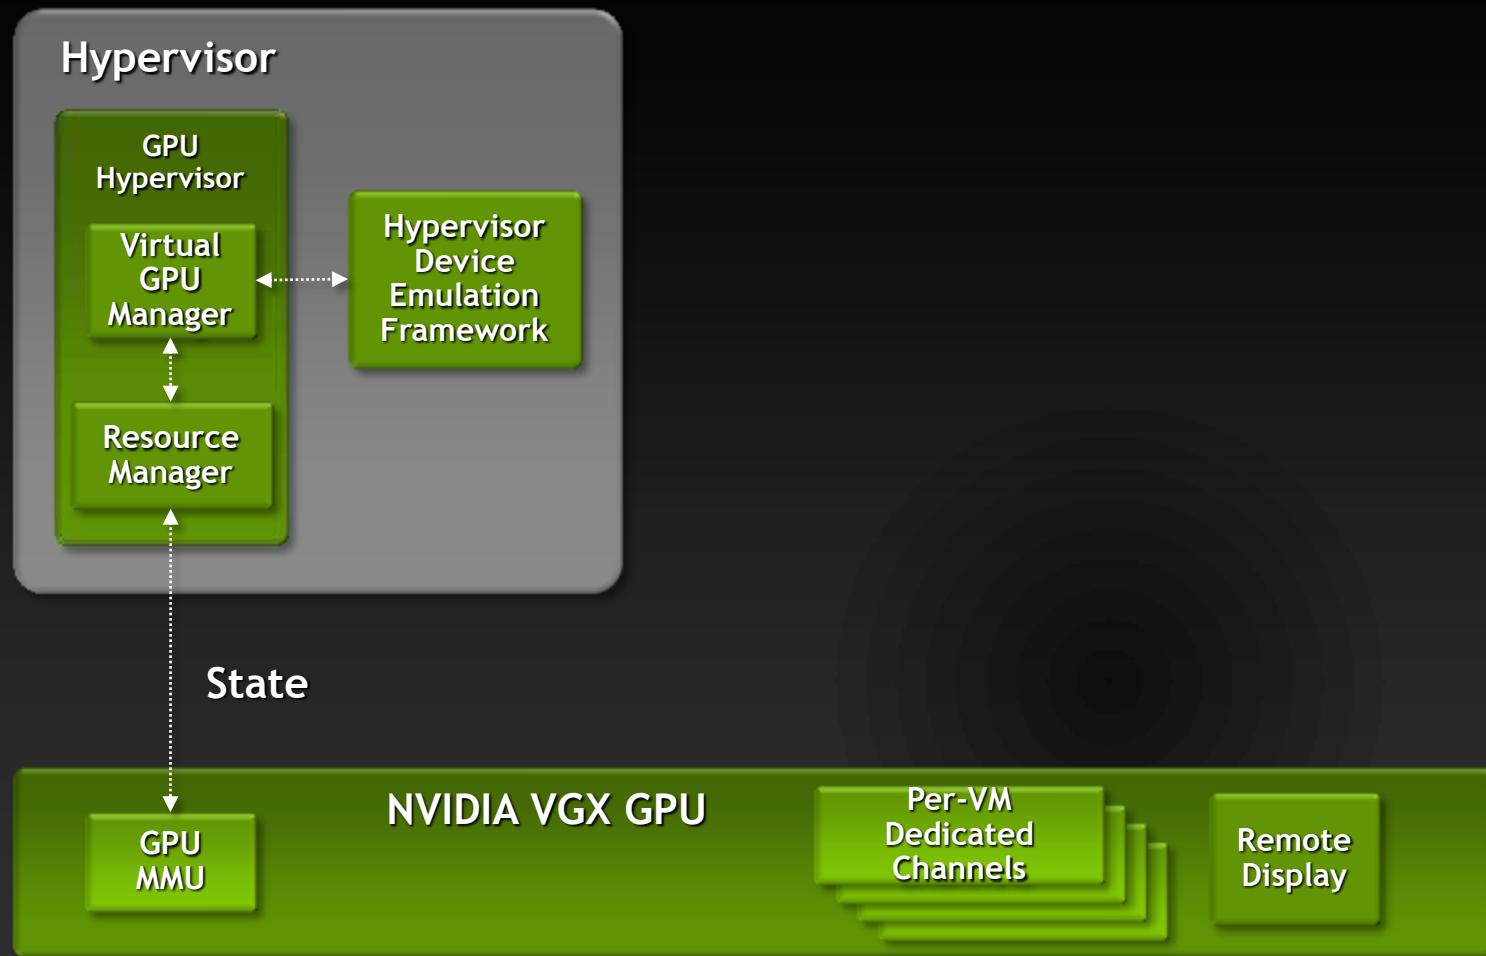 Hypervisor
GPU
Hypervisor
Virtual
GPU
Manager
Hypervisor
Device
Emulation
Framework
Resource
Manager
State
NVIDIA VGX GPU
GPU
MMU
Per-VM
Dedicated
Channels
Remote
Display